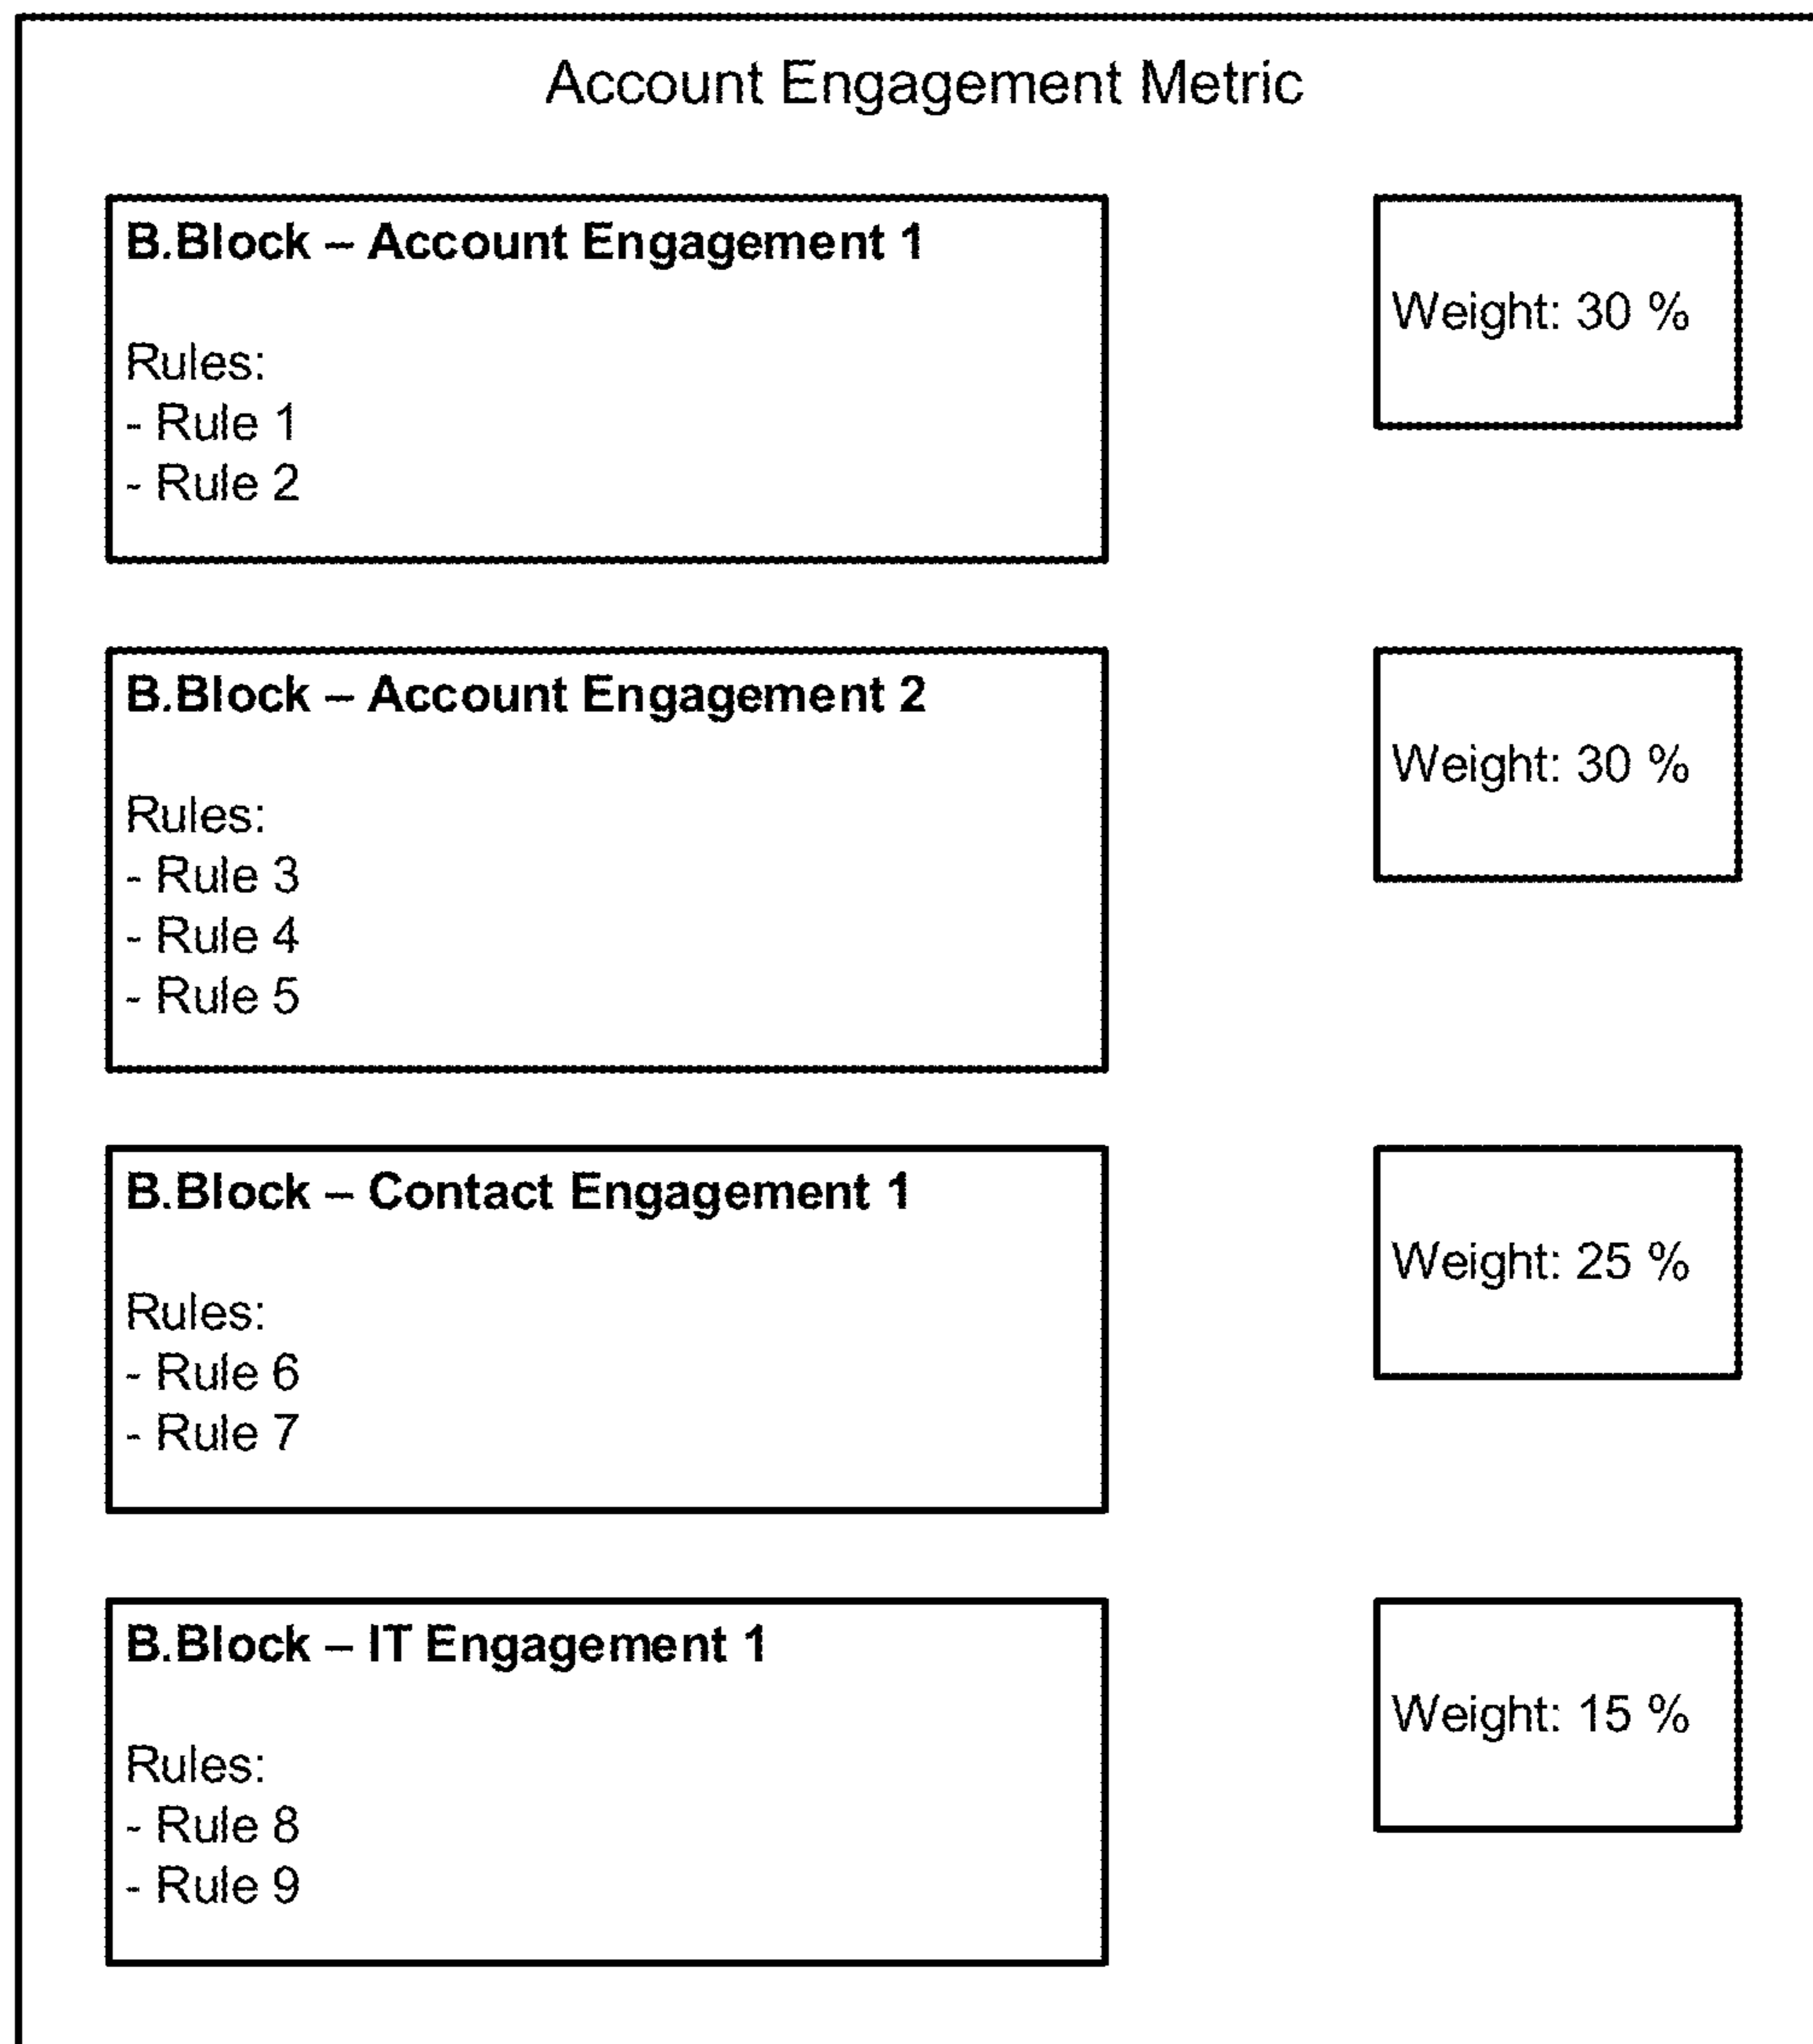 Account Engagement Metric
B.Block – Account Engagement 1
Weight: 30 %
Rules:
- Rule 1
- Rule 2
B.Block – Account Engagement 2
Weight: 30 %
Rules:
- Rule 3
- Rule 4
- Rule 5
B.Block – Contact Engagement 1
Weight: 25 %
Rules:
- Rule 6
- Rule 7
B.Block – IT Engagement 1
Weight: 15 %
Rules:
- Rule 8
- Rule 9